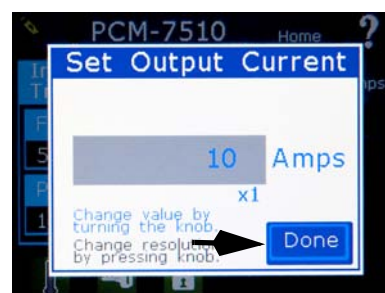 PCM-7510
Home
?
Set Output Current
10 Amps
x1
Change value by
turning the knob.
Change resolution
by pressing knob.
Done